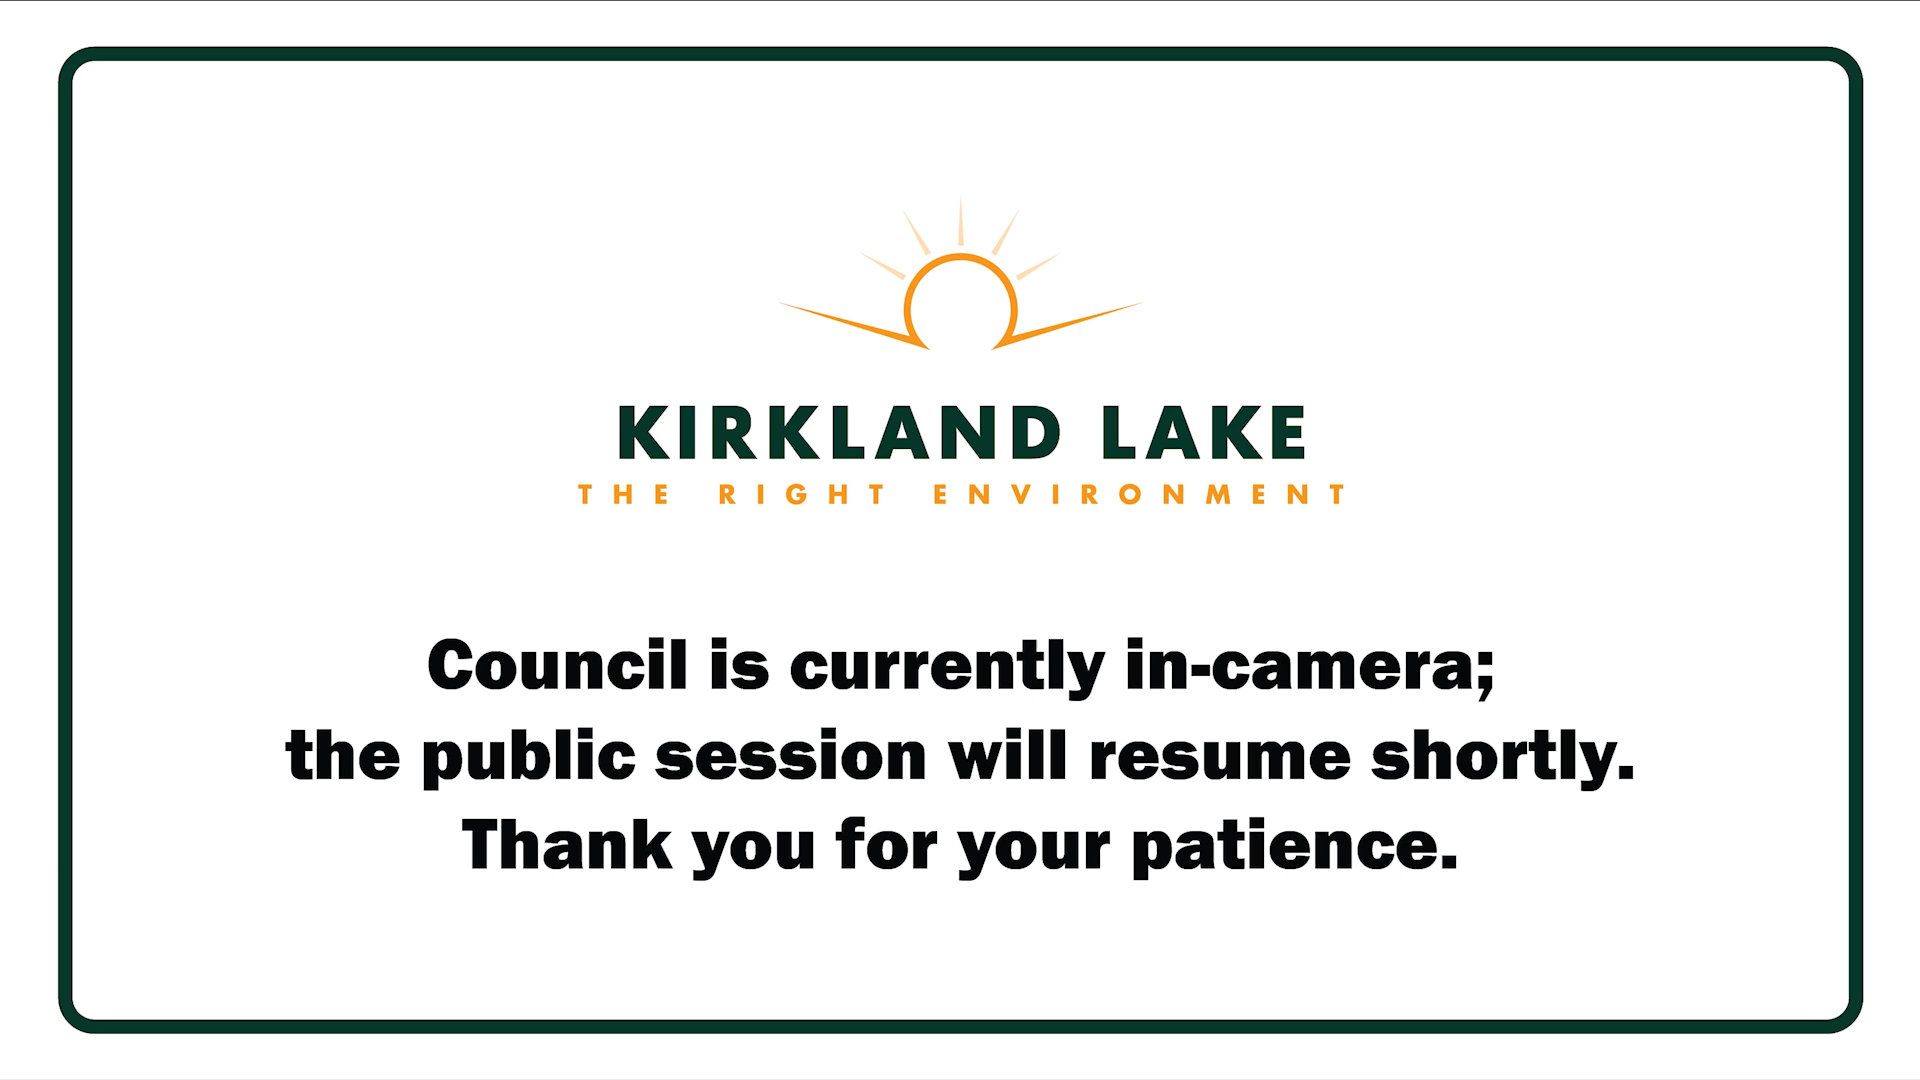 KIRKLAND LAKE
THE RIGHT ENVIRONMENT
Council is currently in-camera;
the public session will resume shortly.
Thank you for your patience.